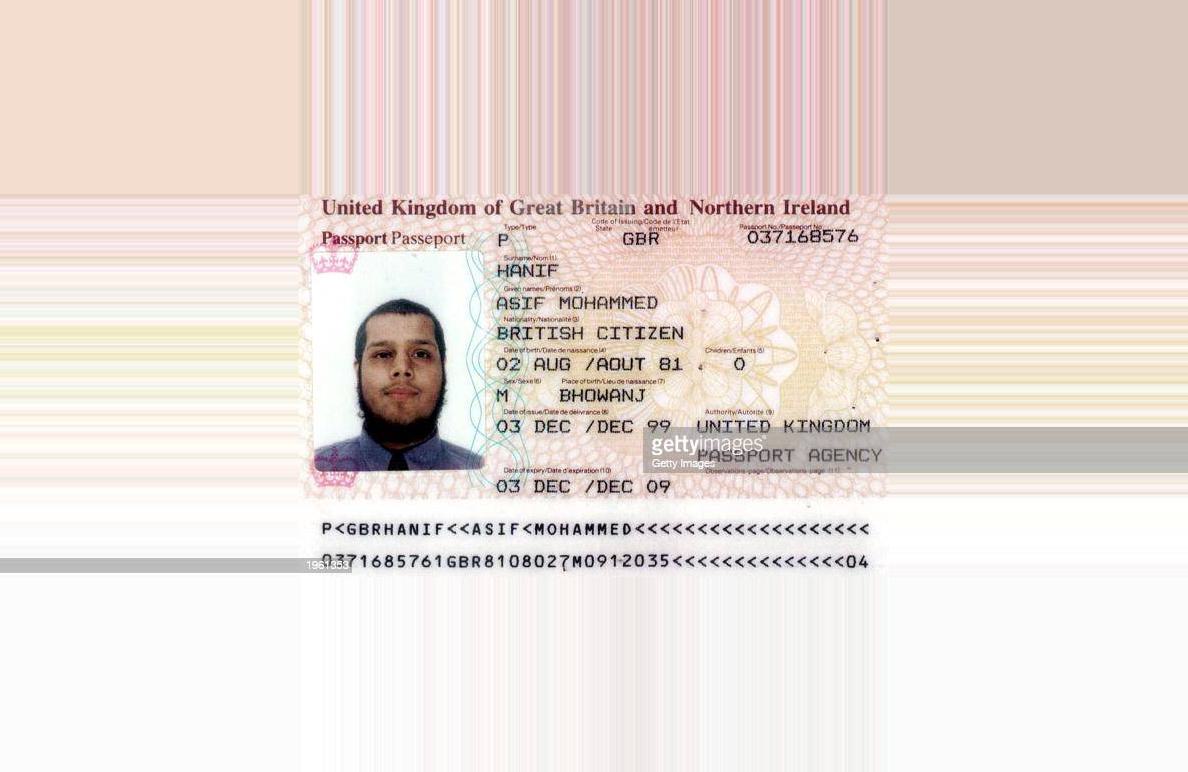 United Kingdom of Great Britain and Northern Ireland
Passport Passeport
Type/Type
Code of Issuing/Code de l'Etat
State émetteur
Passport No./Passeport No.
P GBR 037168576
Surname/Nom (1)
HANIF
Given names/Prénoms (2)
ASIF MOHAMMED
Nationality/Nationalité (3)
BRITISH CITIZEN
Date of birth/Date de naissance (4) Children/Enfants (5)
02 AUG /AOUT 81 0
Sex/Sexe (6) Place of birth/Lieu de naissance (7)
M BHOWANJ
Date of issue/Date de délivrance (8) Authority/Autorité (9)
03 DEC /DEC 99 UNITED KINGDOM
gettyimages®
PASSPORT AGENCY
Getty Images
Date of expiry/Date d'expiration (10) Observations page/Observations page (11)
03 DEC /DEC 09
P<GBRHANIF<<ASIF<MOHAMMED<<<<<<<<<<<<<<<<<<<
0371685761GBR8108027M0912035<<<<<<<<<<<<<<04
1961353